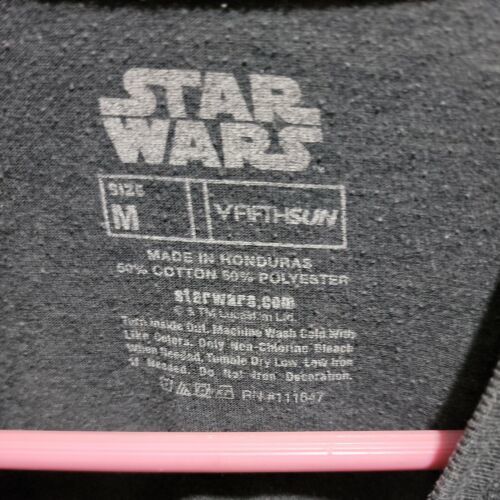 STAR
WARS
SIZE
M
FIFTHSUN
MADE IN HONDURAS
50% COTTON 50% POLYESTER
starwars.com
© & TM Lucasfilm Ltd.
Turn Inside Out. Machine Wash Cold With
Like Colors. Only Non-Chlorine Bleach
When Needed. Tumble Dry Low. Low Iron
If Needed. Do Not Iron Decoration.
RN #111647